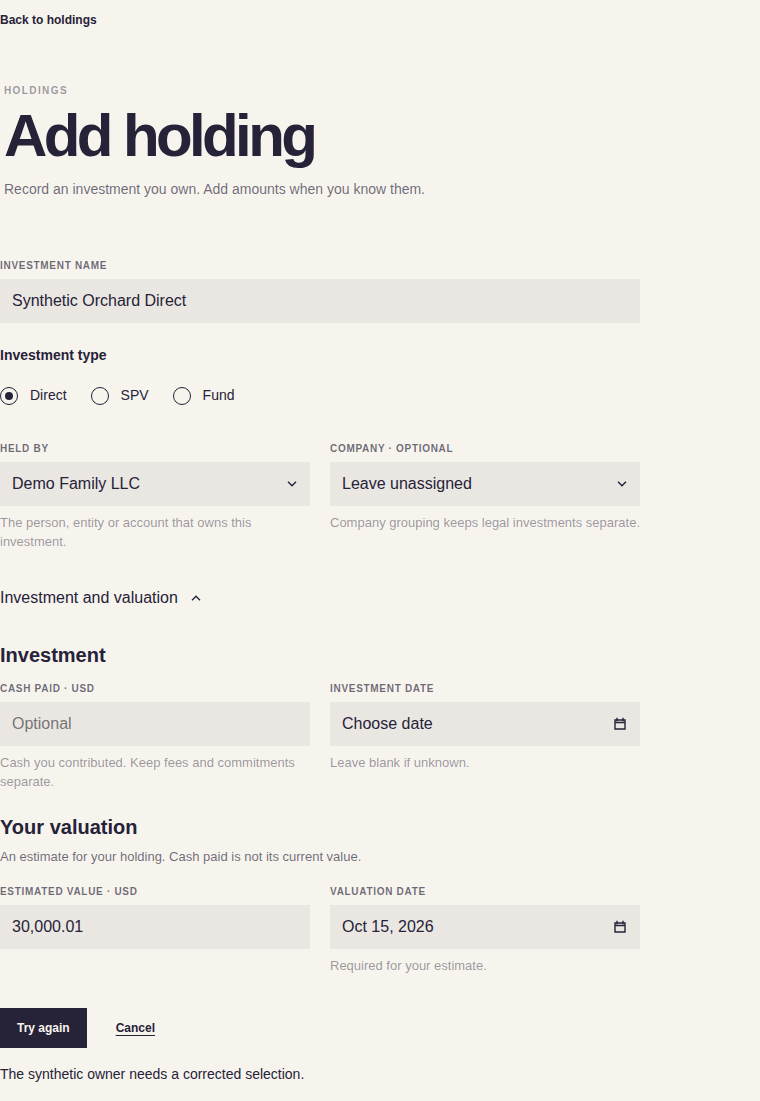 Back to holdings
HOLDINGS
Add holding
Record an investment you own. Add amounts when you know them.
INVESTMENT NAME
Synthetic Orchard Direct
Investment type
Direct SPV Fund
HELD BY COMPANY · OPTIONAL
Demo Family LLC Leave unassigned
The person, entity or account that owns this Company grouping keeps legal investments separate.
investment.
Investment and valuation
Investment
CASH PAID · USD INVESTMENT DATE
Optional Choose date
Cash you contributed. Keep fees and commitments Leave blank if unknown.
separate.
Your valuation
An estimate for your holding. Cash paid is not its current value.
ESTIMATED VALUE · USD VALUATION DATE
30,000.01 Oct 15, 2026
Required for your estimate.
Try again Cancel
The synthetic owner needs a corrected selection.